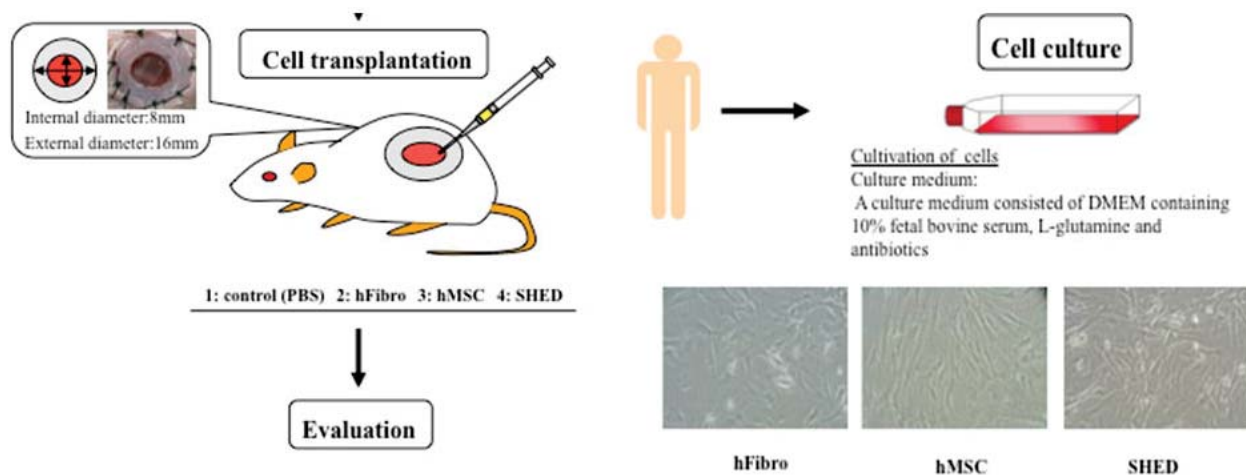 Cell transplantation
Internal diameter:8mm
External diameter:16mm
1: control (PBS) 2: hFibro 3: hMSC 4: SHED
Evaluation
Cell culture
Cultivation of cells
Culture medium:
A culture medium consisted of DMEM containing
10% fetal bovine serum, L-glutamine and
antibiotics
hFibro hMSC SHED